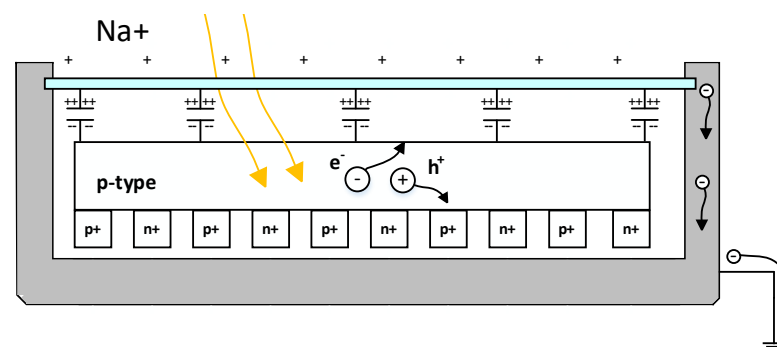 Na+
+ + + + + + + +
++ ++ ++ ++ ++ ++ ++ ++ ++ ++
-- -- -- -- -- -- -- -- -- --
e- h+
- +
p-type
p+ n+ p+ n+ p+ n+ p+ n+ p+ n+
-
-
-